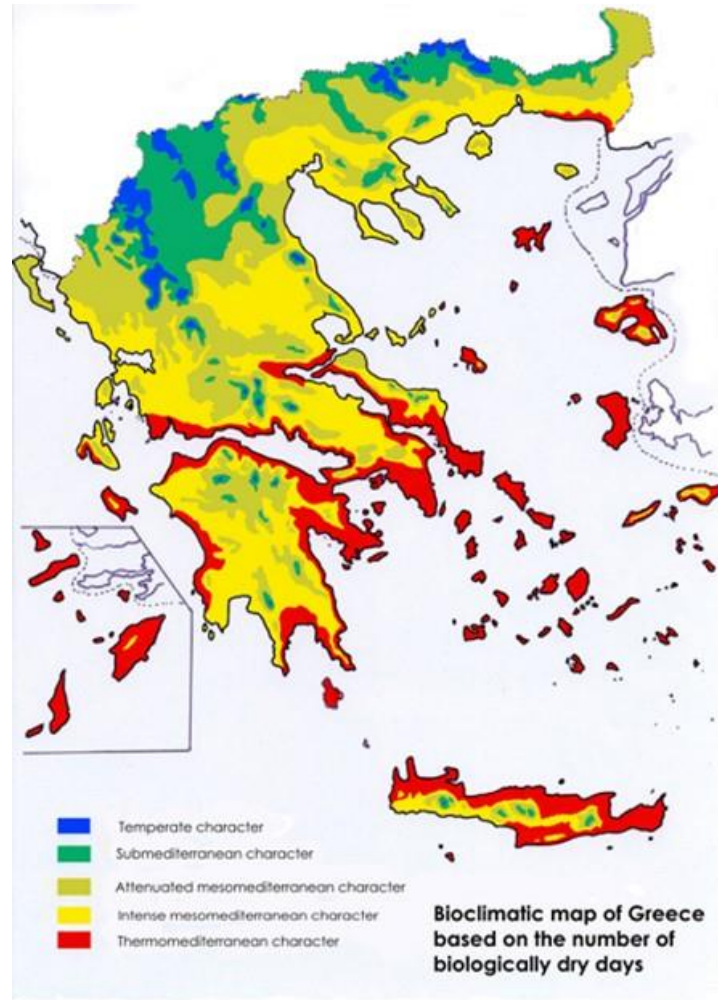 Temperate character
Submediterranean character
Attenuated mesomediterranean character
Intense mesomediterranean character
Thermomediterranean character
Bioclimatic map of Greece
based on the number of
biologically dry days